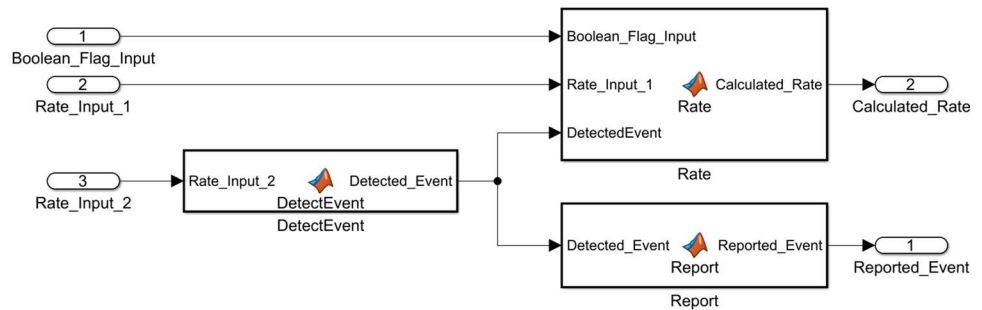 1
Boolean_Flag_Input
2
Rate_Input_1
3
Rate_Input_2
Rate_Input_2
Detected_Event
DetectEvent
DetectEvent
Boolean_Flag_Input
Rate_Input_1
Calculated_Rate
Rate
DetectedEvent
Rate
2
Calculated_Rate
Detected_Event
Reported_Event
Report
Report
1
Reported_Event